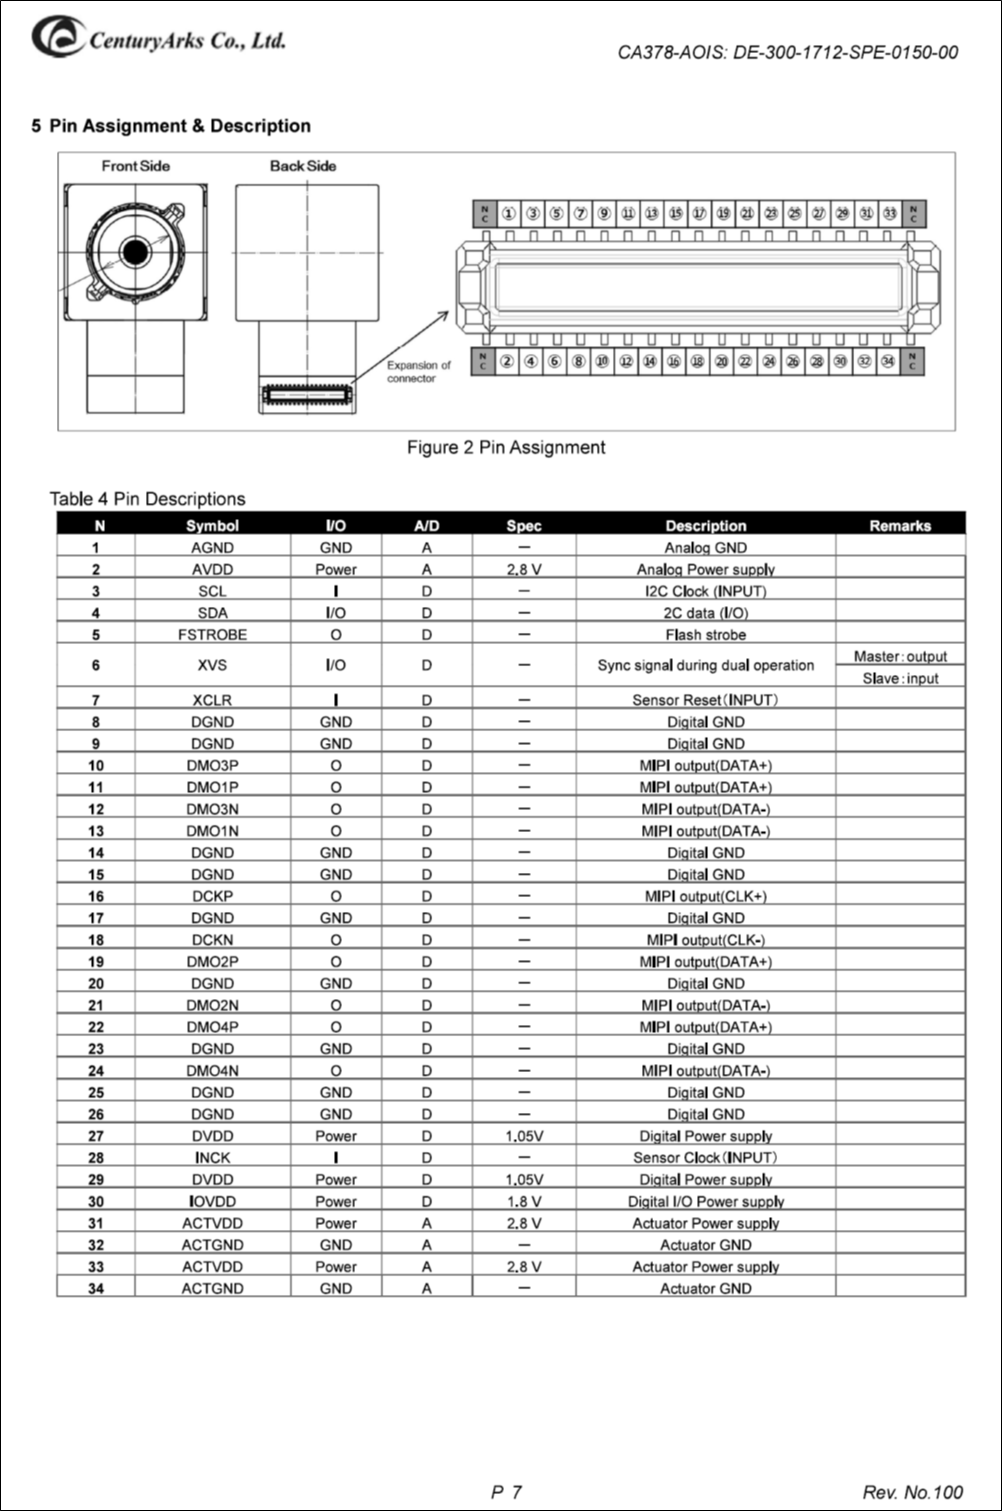 CenturyArks Co., Ltd.
CA378-AOIS: DE-300-1712-SPE-0150-00
5 Pin Assignment & Description
Front Side Back Side
NC ① ③ ⑤ ⑦ ⑨ ⑪ ⑬ ⑮ ⑰ ⑲ ㉑ ㉓ ㉕ ㉗ ㉙ ㉛ ㉝ NC
Expansion of
connector
NC ② ④ ⑥ ⑧ ⑩ ⑫ ⑭ ⑯ ⑱ ⑳ ㉒ ㉔ ㉖ ㉘ ㉚ ㉜ ㉞ NC
Figure 2 Pin Assignment
Table 4 Pin Descriptions
N Symbol I/O A/D Spec Description Remarks
1 AGND GND A — Analog GND
2 AVDD Power A 2.8 V Analog Power supply
3 SCL I D — I2C Clock (INPUT)
4 SDA I/O D — 2C data (I/O)
5 FSTROBE O D — Flash strobe
6 XVS I/O D — Sync signal during dual operation Master：output
Slave：input
7 XCLR I D — Sensor Reset（INPUT）
8 DGND GND D — Digital GND
9 DGND GND D — Digital GND
10 DMO3P O D — MIPI output(DATA+)
11 DMO1P O D — MIPI output(DATA+)
12 DMO3N O D — MIPI output(DATA-)
13 DMO1N O D — MIPI output(DATA-)
14 DGND GND D — Digital GND
15 DGND GND D — Digital GND
16 DCKP O D — MIPI output(CLK+)
17 DGND GND D — Digital GND
18 DCKN O D — MIPI output(CLK-)
19 DMO2P O D — MIPI output(DATA+)
20 DGND GND D — Digital GND
21 DMO2N O D — MIPI output(DATA-)
22 DMO4P O D — MIPI output(DATA+)
23 DGND GND D — Digital GND
24 DMO4N O D — MIPI output(DATA-)
25 DGND GND D — Digital GND
26 DGND GND D — Digital GND
27 DVDD Power D 1.05V Digital Power supply
28 INCK I D — Sensor Clock（INPUT）
29 DVDD Power D 1.05V Digital Power supply
30 IOVDD Power D 1.8 V Digital I/O Power supply
31 ACTVDD Power A 2.8 V Actuator Power supply
32 ACTGND GND A — Actuator GND
33 ACTVDD Power A 2.8 V Actuator Power supply
34 ACTGND GND A — Actuator GND
P 7
Rev. No.100